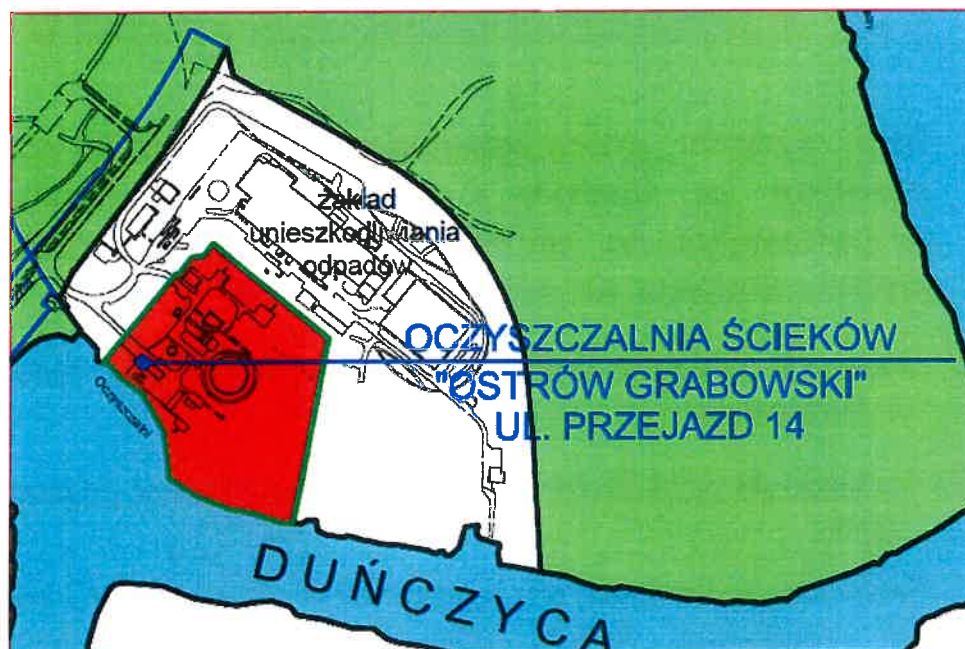 zakład
unieszkodliwiania
odpadów
OCZYSZCZALNIA ŚCIEKÓW
"OSTRÓW GRABOWSKI"
UL. PRZEJAZD 14
DUŃCZYCA